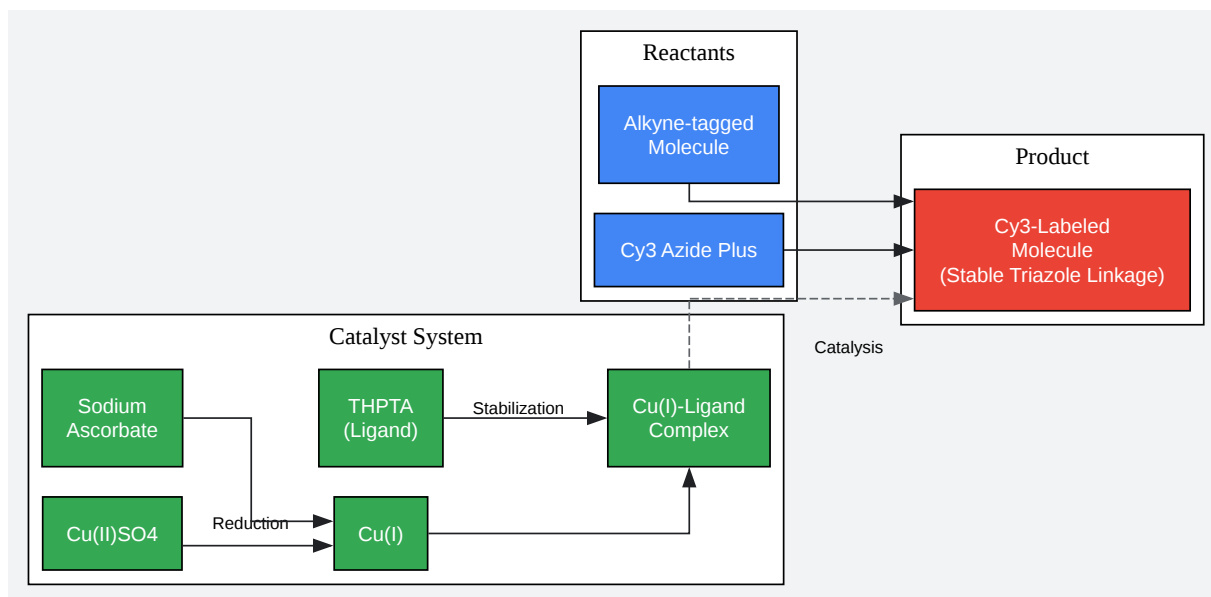 Reactants
Alkyne-tagged
Molecule
Cy3 Azide Plus
Product
Cy3-Labeled
Molecule
(Stable Triazole Linkage)
Catalysis
Catalyst System
Sodium
Ascorbate
THPTA
(Ligand)
Stabilization
Cu(I)-Ligand
Complex
Cu(II)SO4
Reduction
Cu(I)